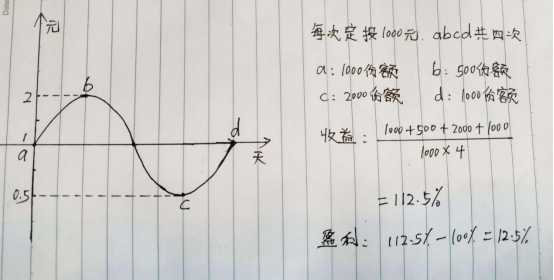 元
b
2
1
a
d
天
0.5
c
每次定投1000元. abcd共四次
a: 1000份额 b: 500份额
c: 2000份额 d: 1000份额
收益: 1000+500+2000+1000
1000×4
=112.5%
盈利: 112.5%-100%=12.5%